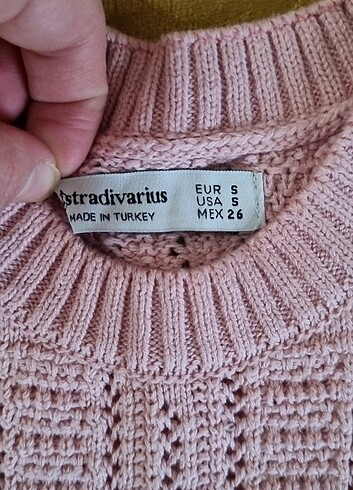 Stradivarius
MADE IN TURKEY
EUR S
USA S
MEX 26